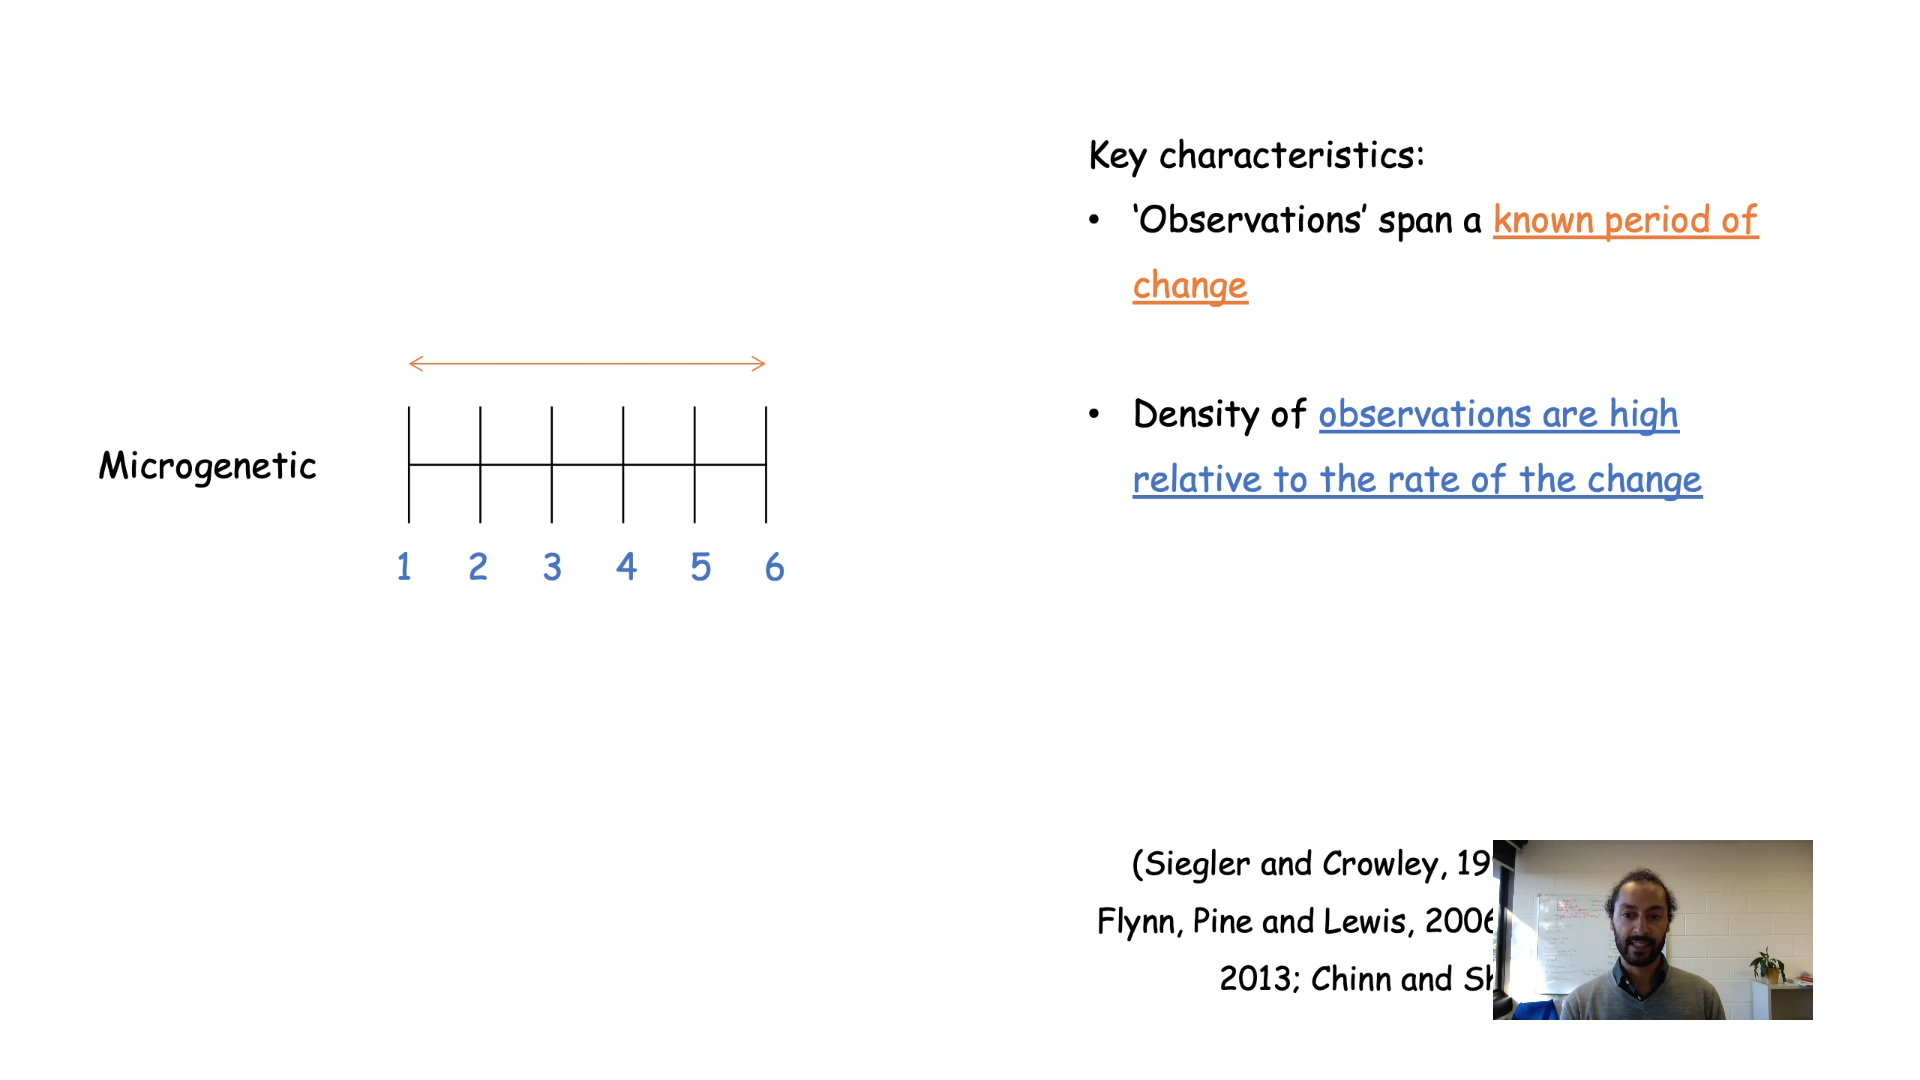 Key characteristics:
• ‘Observations’ span a known period of
change
• Density of observations are high
relative to the rate of the change
Microgenetic
1 2 3 4 5 6
(Siegler and Crowley, 19
Flynn, Pine and Lewis, 2006
2013; Chinn and